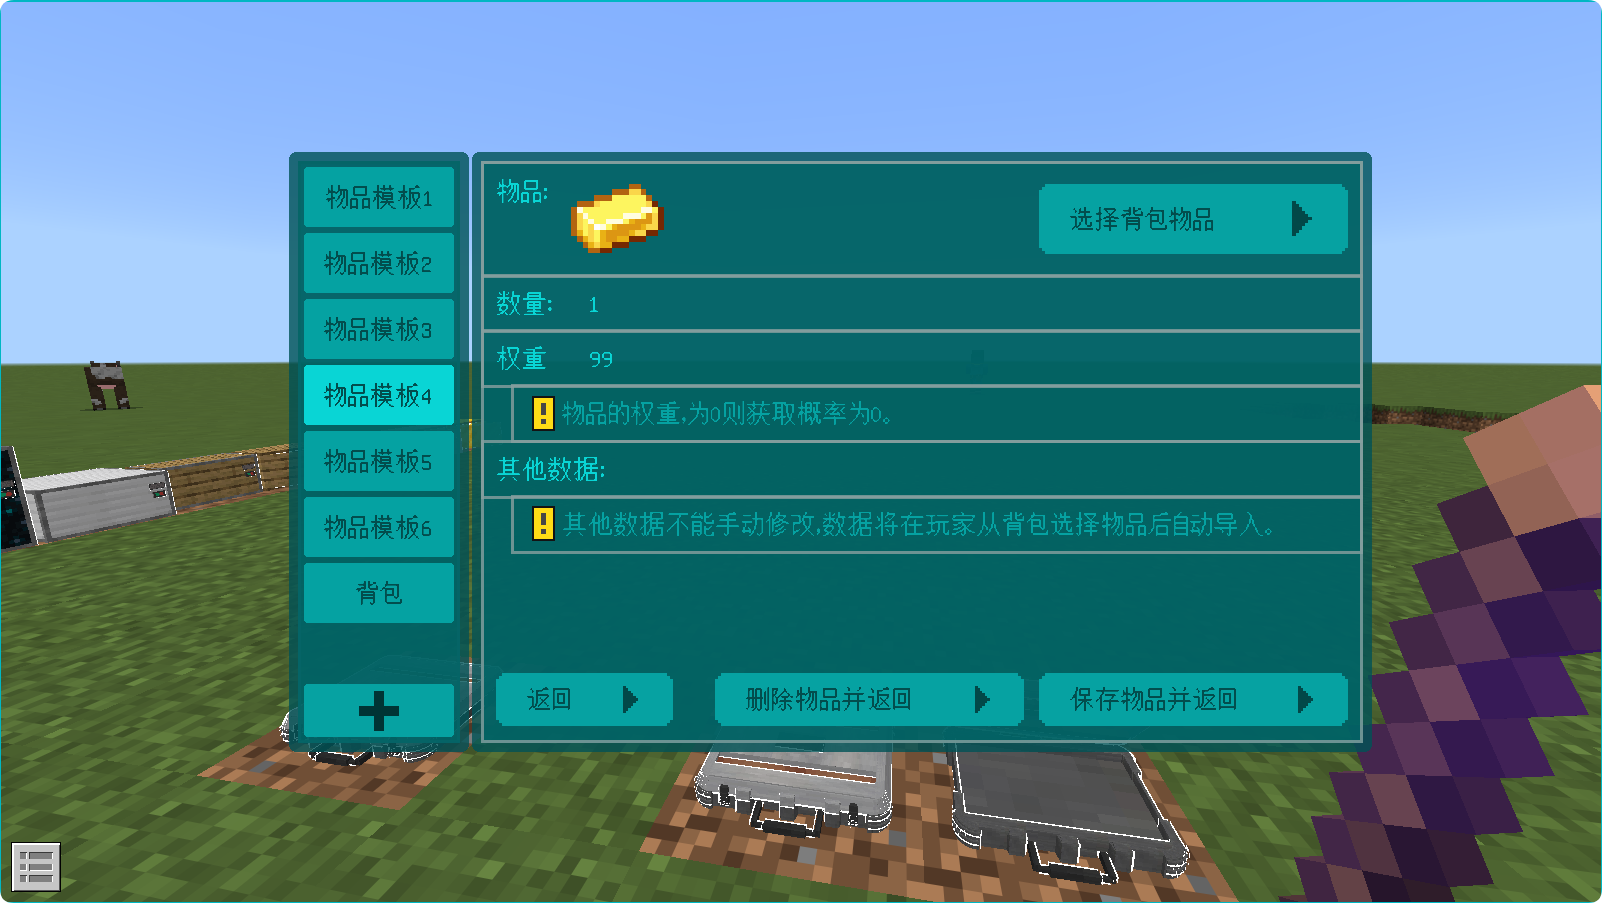 物品模板1
物品模板2
物品模板3
物品模板4
物品模板5
物品模板6
背包
物品:
选择背包物品
数量: 1
权重 99
物品的权重,为0则获取概率为0。
其他数据:
其他数据不能手动修改,数据将在玩家从背包选择物品后自动导入。
返回
删除物品并返回
保存物品并返回